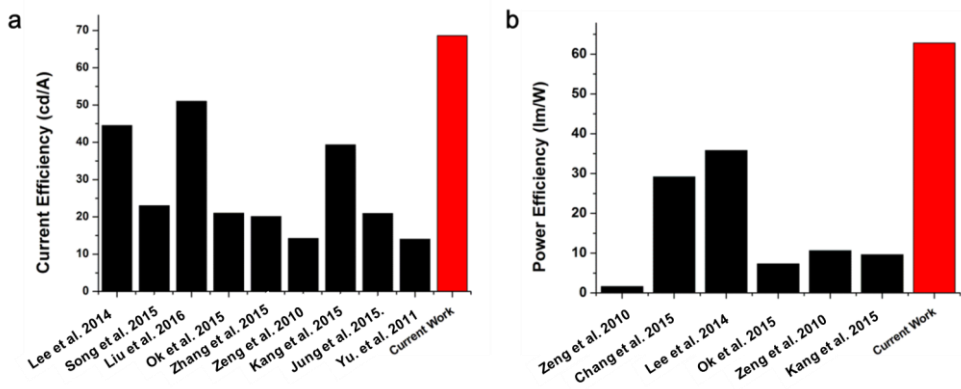 a
Current Efficiency (cd/A)
70
60
50
40
30
20
10
0
Lee et al. 2014
Song et al. 2015
Liu et al. 2016
Ok et al. 2015
Zhang et al. 2015
Zeng et al. 2010
Kang et al. 2015
Jung et al. 2015.
Yu. et al. 2011
Current Work
b
Power Efficiency (lm/W)
60
50
40
30
20
10
0
Zeng et al. 2010
Chang et al. 2015
Lee et al. 2014
Ok et al. 2015
Zeng et al. 2010
Kang et al. 2015
Current Work